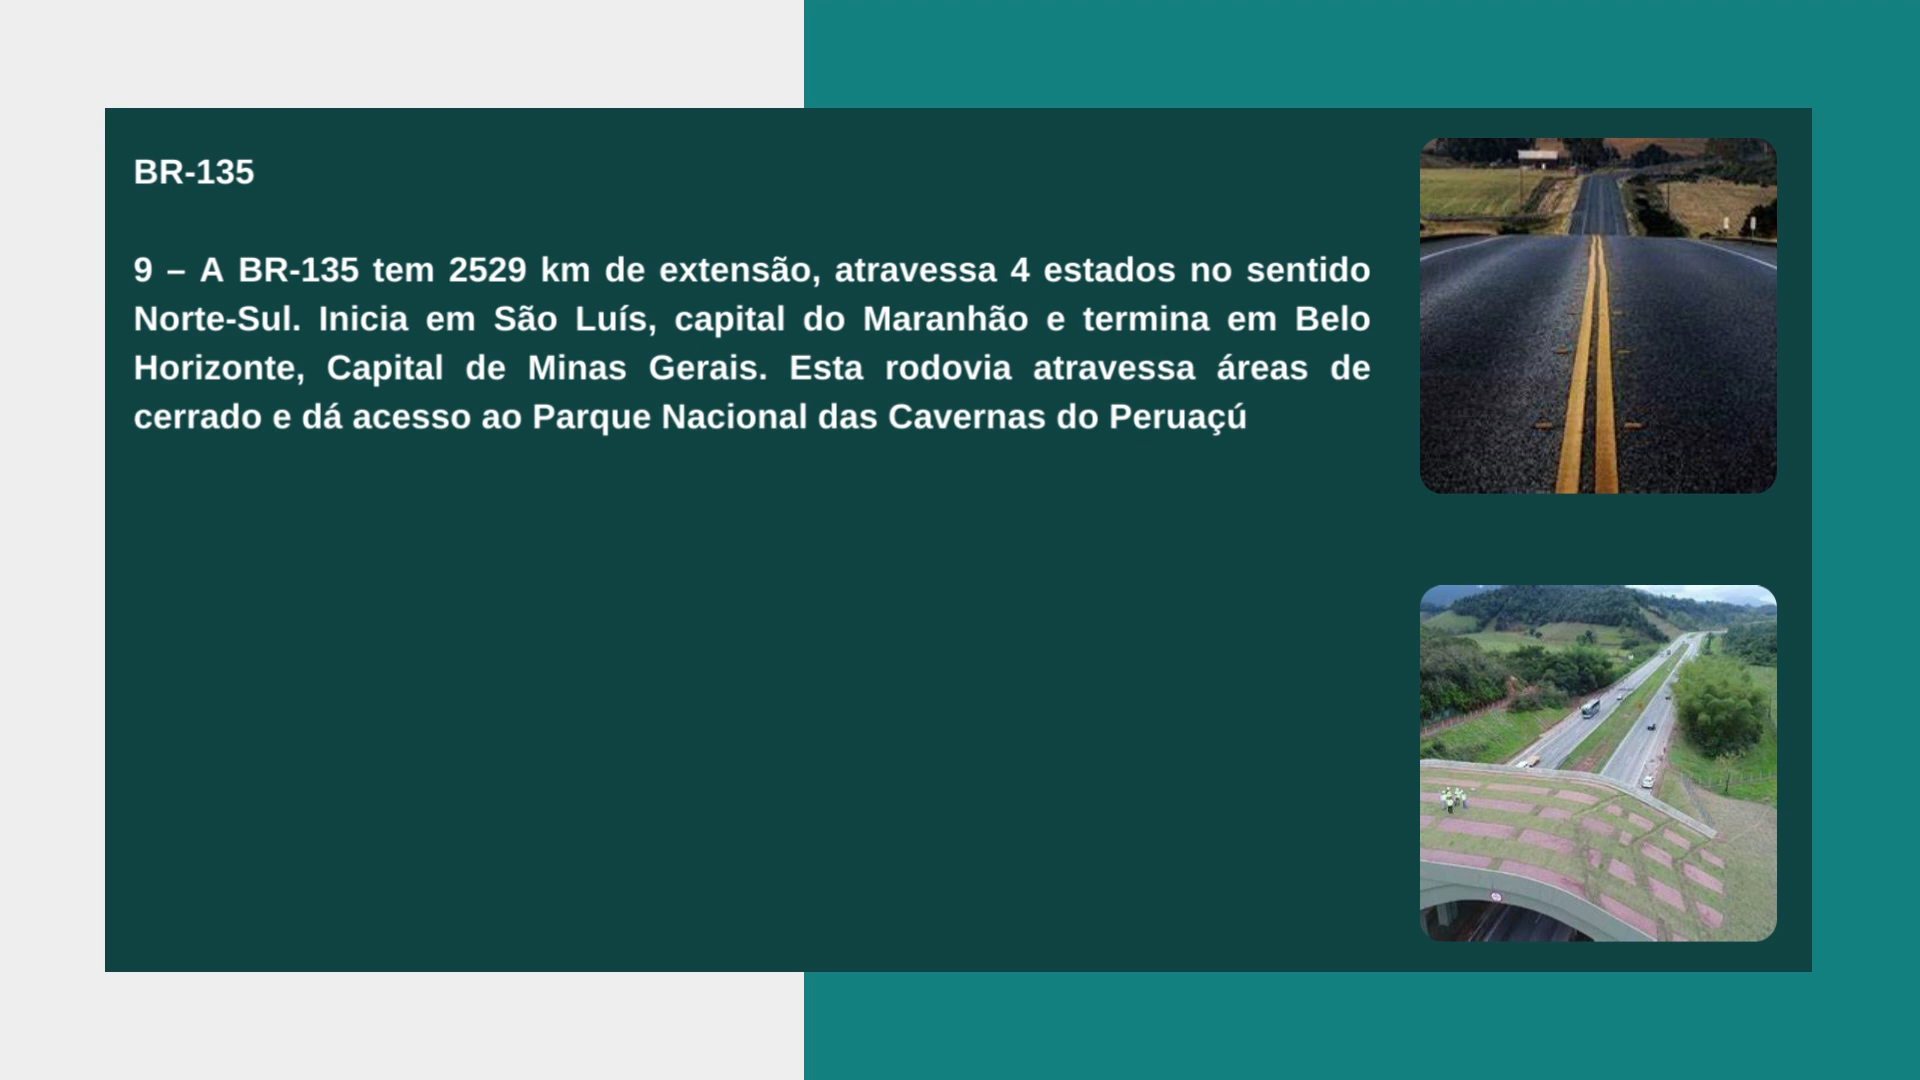 BR-135
9 – A BR-135 tem 2529 km de extensão, atravessa 4 estados no sentido
Norte-Sul. Inicia em São Luís, capital do Maranhão e termina em Belo
Horizonte, Capital de Minas Gerais. Esta rodovia atravessa áreas de
cerrado e dá acesso ao Parque Nacional das Cavernas do Peruaçú